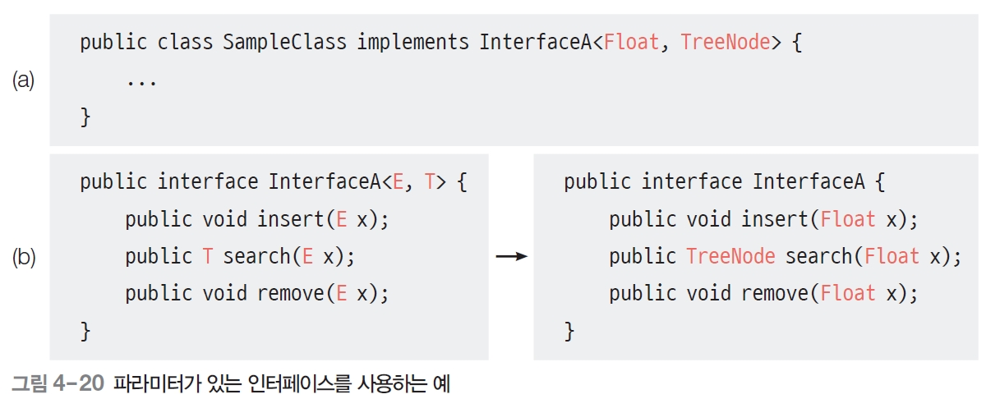 (a)
public class SampleClass implements InterfaceA<Float, TreeNode> {
...
}
(b)
public interface InterfaceA<E, T> {
public void insert(E x);
public T search(E x);
public void remove(E x);
}
→
public interface InterfaceA {
public void insert(Float x);
public TreeNode search(Float x);
public void remove(Float x);
}
그림 4-20 파라미터가 있는 인터페이스를 사용하는 예